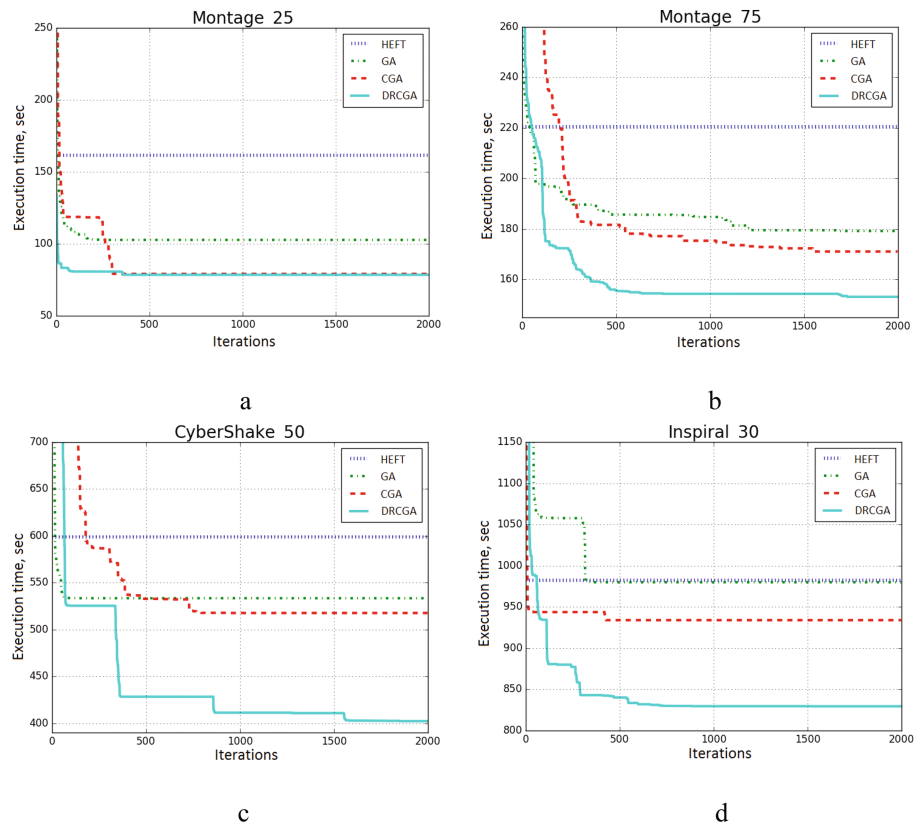 Montage 25
250
200
150
100
50
0
500
1000
1500
2000
Execution time, sec
Iterations
HEFT
GA
CGA
DRCGA
a
Montage 75
260
240
220
200
180
160
0
500
1000
1500
2000
Execution time, sec
Iterations
HEFT
GA
CGA
DRCGA
b
CyberShake 50
700
650
600
550
500
450
400
0
500
1000
1500
2000
Execution time, sec
Iterations
HEFT
GA
CGA
DRCGA
c
Inspiral 30
1150
1100
1050
1000
950
900
850
800
0
500
1000
1500
2000
Execution time, sec
Iterations
HEFT
GA
CGA
DRCGA
d